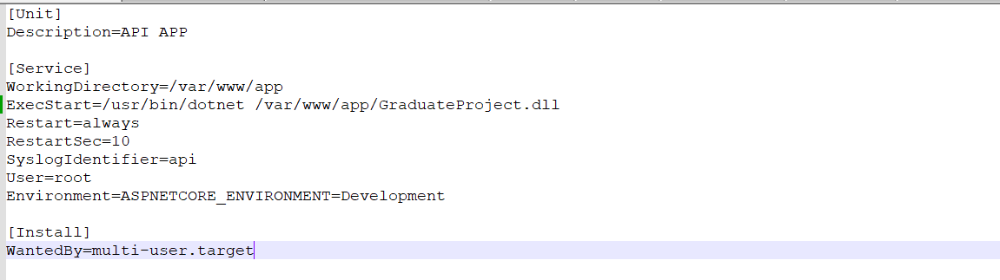 [Unit]
Description=API APP
[Service]
WorkingDirectory=/var/www/app
ExecStart=/usr/bin/dotnet /var/www/app/GraduateProject.dll
Restart=always
RestartSec=10
SyslogIdentifier=api
User=root
Environment=ASPNETCORE_ENVIRONMENT=Development
[Install]
WantedBy=multi-user.target